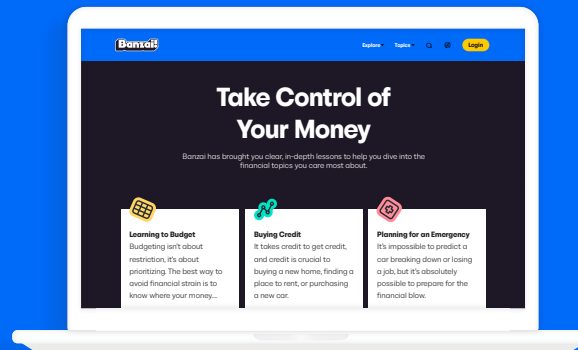 Banzai!
Explore
Topics
Login
Take Control of
Your Money
Banzai has brought you clear, in-depth lessons to help you dive into the
financial topics you care most about.
Learning to Budget
Budgeting isn't about
restriction, it's about
prioritizing. The best way to
avoid financial strain is to
know where your money...
Buying Credit
It takes credit to get credit,
and credit is crucial to
buying a new home, finding a
place to rent, or purchasing
a new car.
Planning for an Emergency
It's impossible to predict a
car breaking down or losing
a job, but it's absolutely
possible to prepare for the
financial blow.